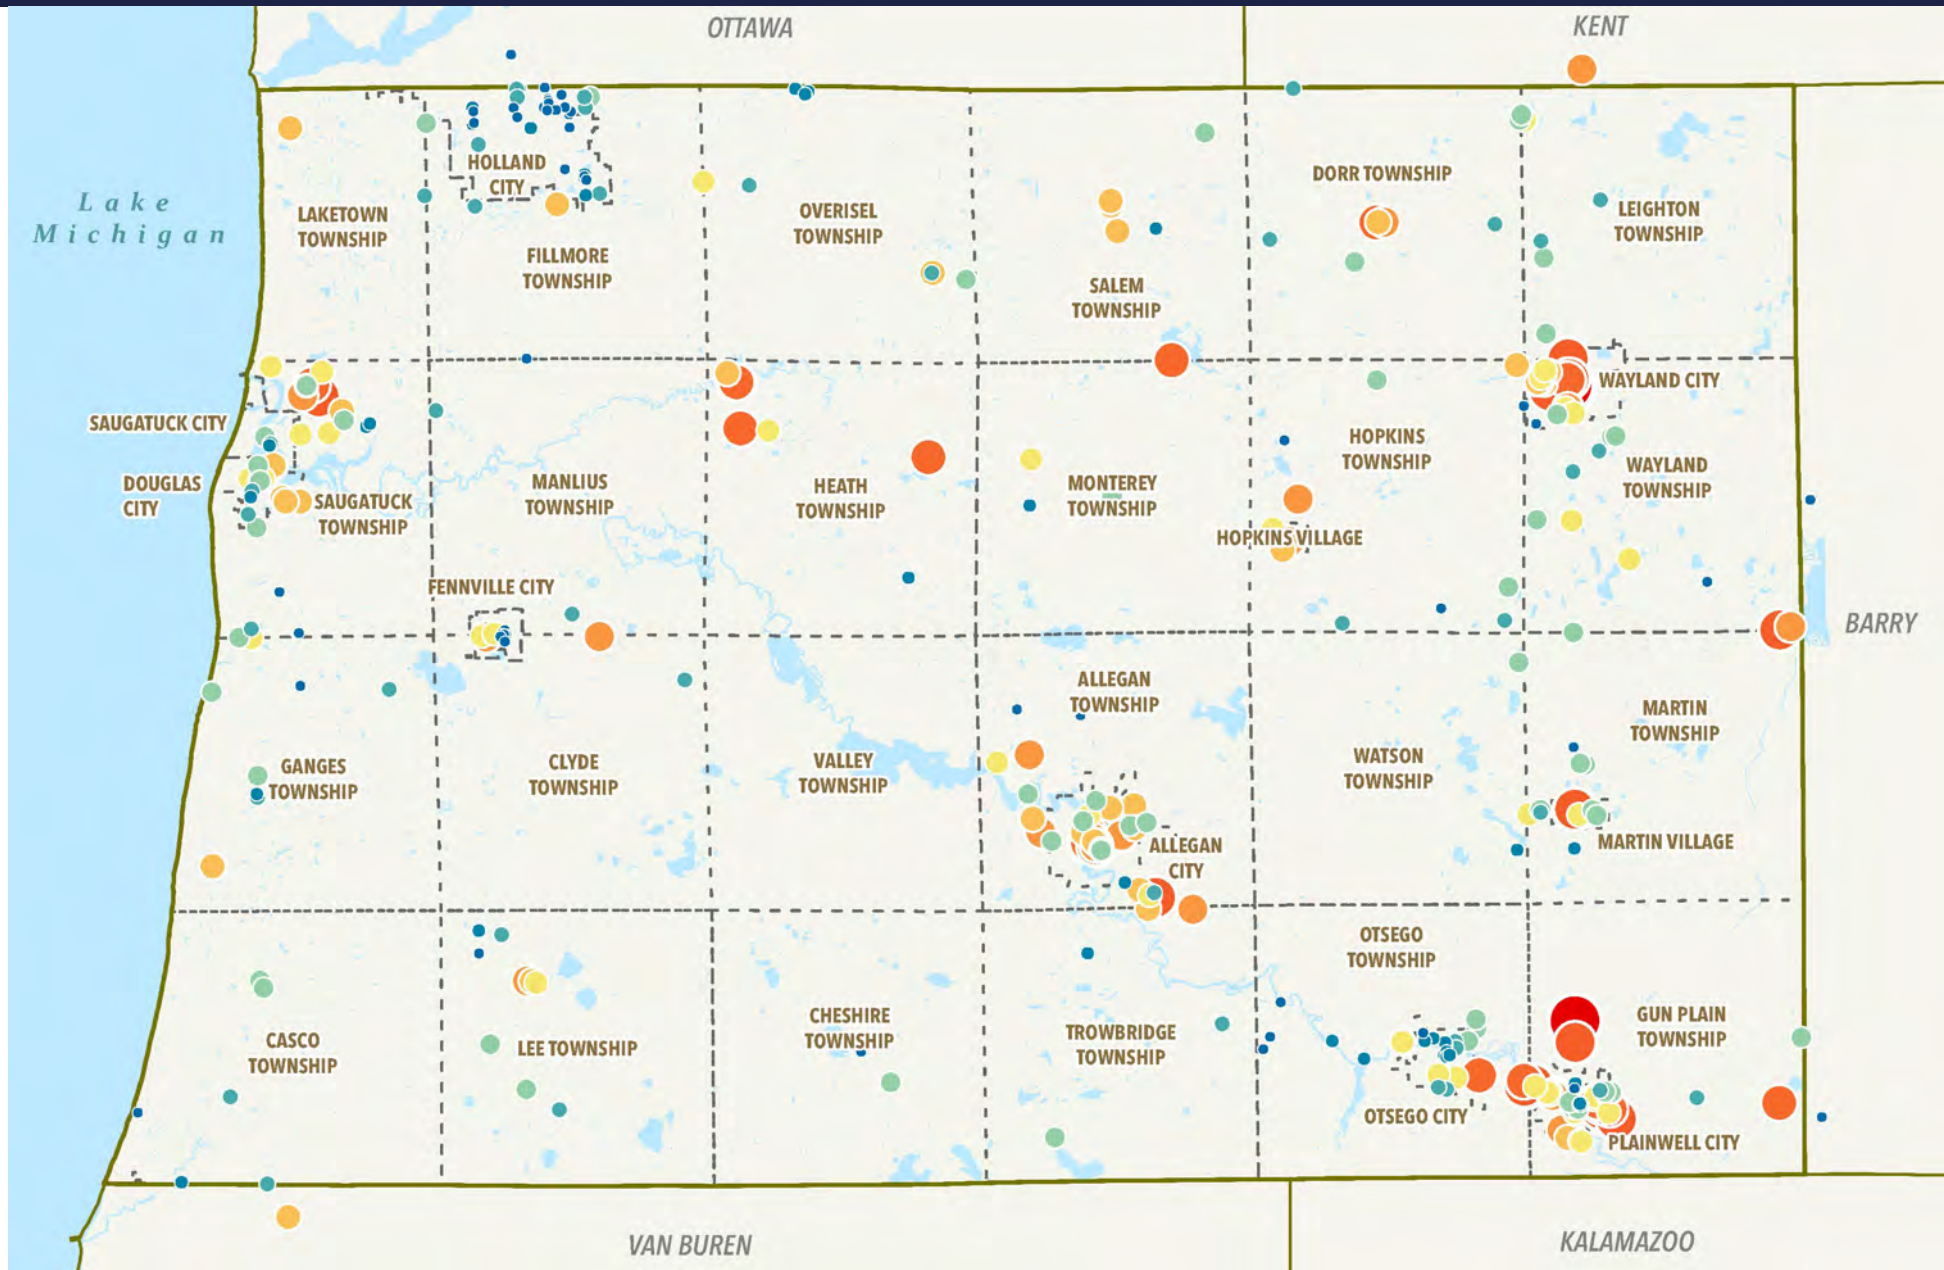 OTTAWA
KENT
Lake
Michigan
HOLLAND
CITY
LAKETOWN
TOWNSHIP
FILLMORE
TOWNSHIP
OVERISEL
TOWNSHIP
SALEM
TOWNSHIP
DORR TOWNSHIP
LEIGHTON
TOWNSHIP
SAUGATUCK CITY
DOUGLAS
CITY
SAUGATUCK
TOWNSHIP
MANLIUS
TOWNSHIP
HEATH
TOWNSHIP
MONTEREY
TOWNSHIP
HOPKINS
TOWNSHIP
HOPKINS VILLAGE
WAYLAND CITY
WAYLAND
TOWNSHIP
FENNVILLE CITY
BARRY
GANGES
TOWNSHIP
CLYDE
TOWNSHIP
VALLEY
TOWNSHIP
ALLEGAN
TOWNSHIP
ALLEGAN
CITY
WATSON
TOWNSHIP
MARTIN
TOWNSHIP
MARTIN VILLAGE
CASCO
TOWNSHIP
LEE TOWNSHIP
CHESHIRE
TOWNSHIP
TROWBRIDGE
TOWNSHIP
OTSEGO
TOWNSHIP
OTSEGO CITY
GUN PLAIN
TOWNSHIP
PLAINWELL CITY
VAN BUREN
KALAMAZOO